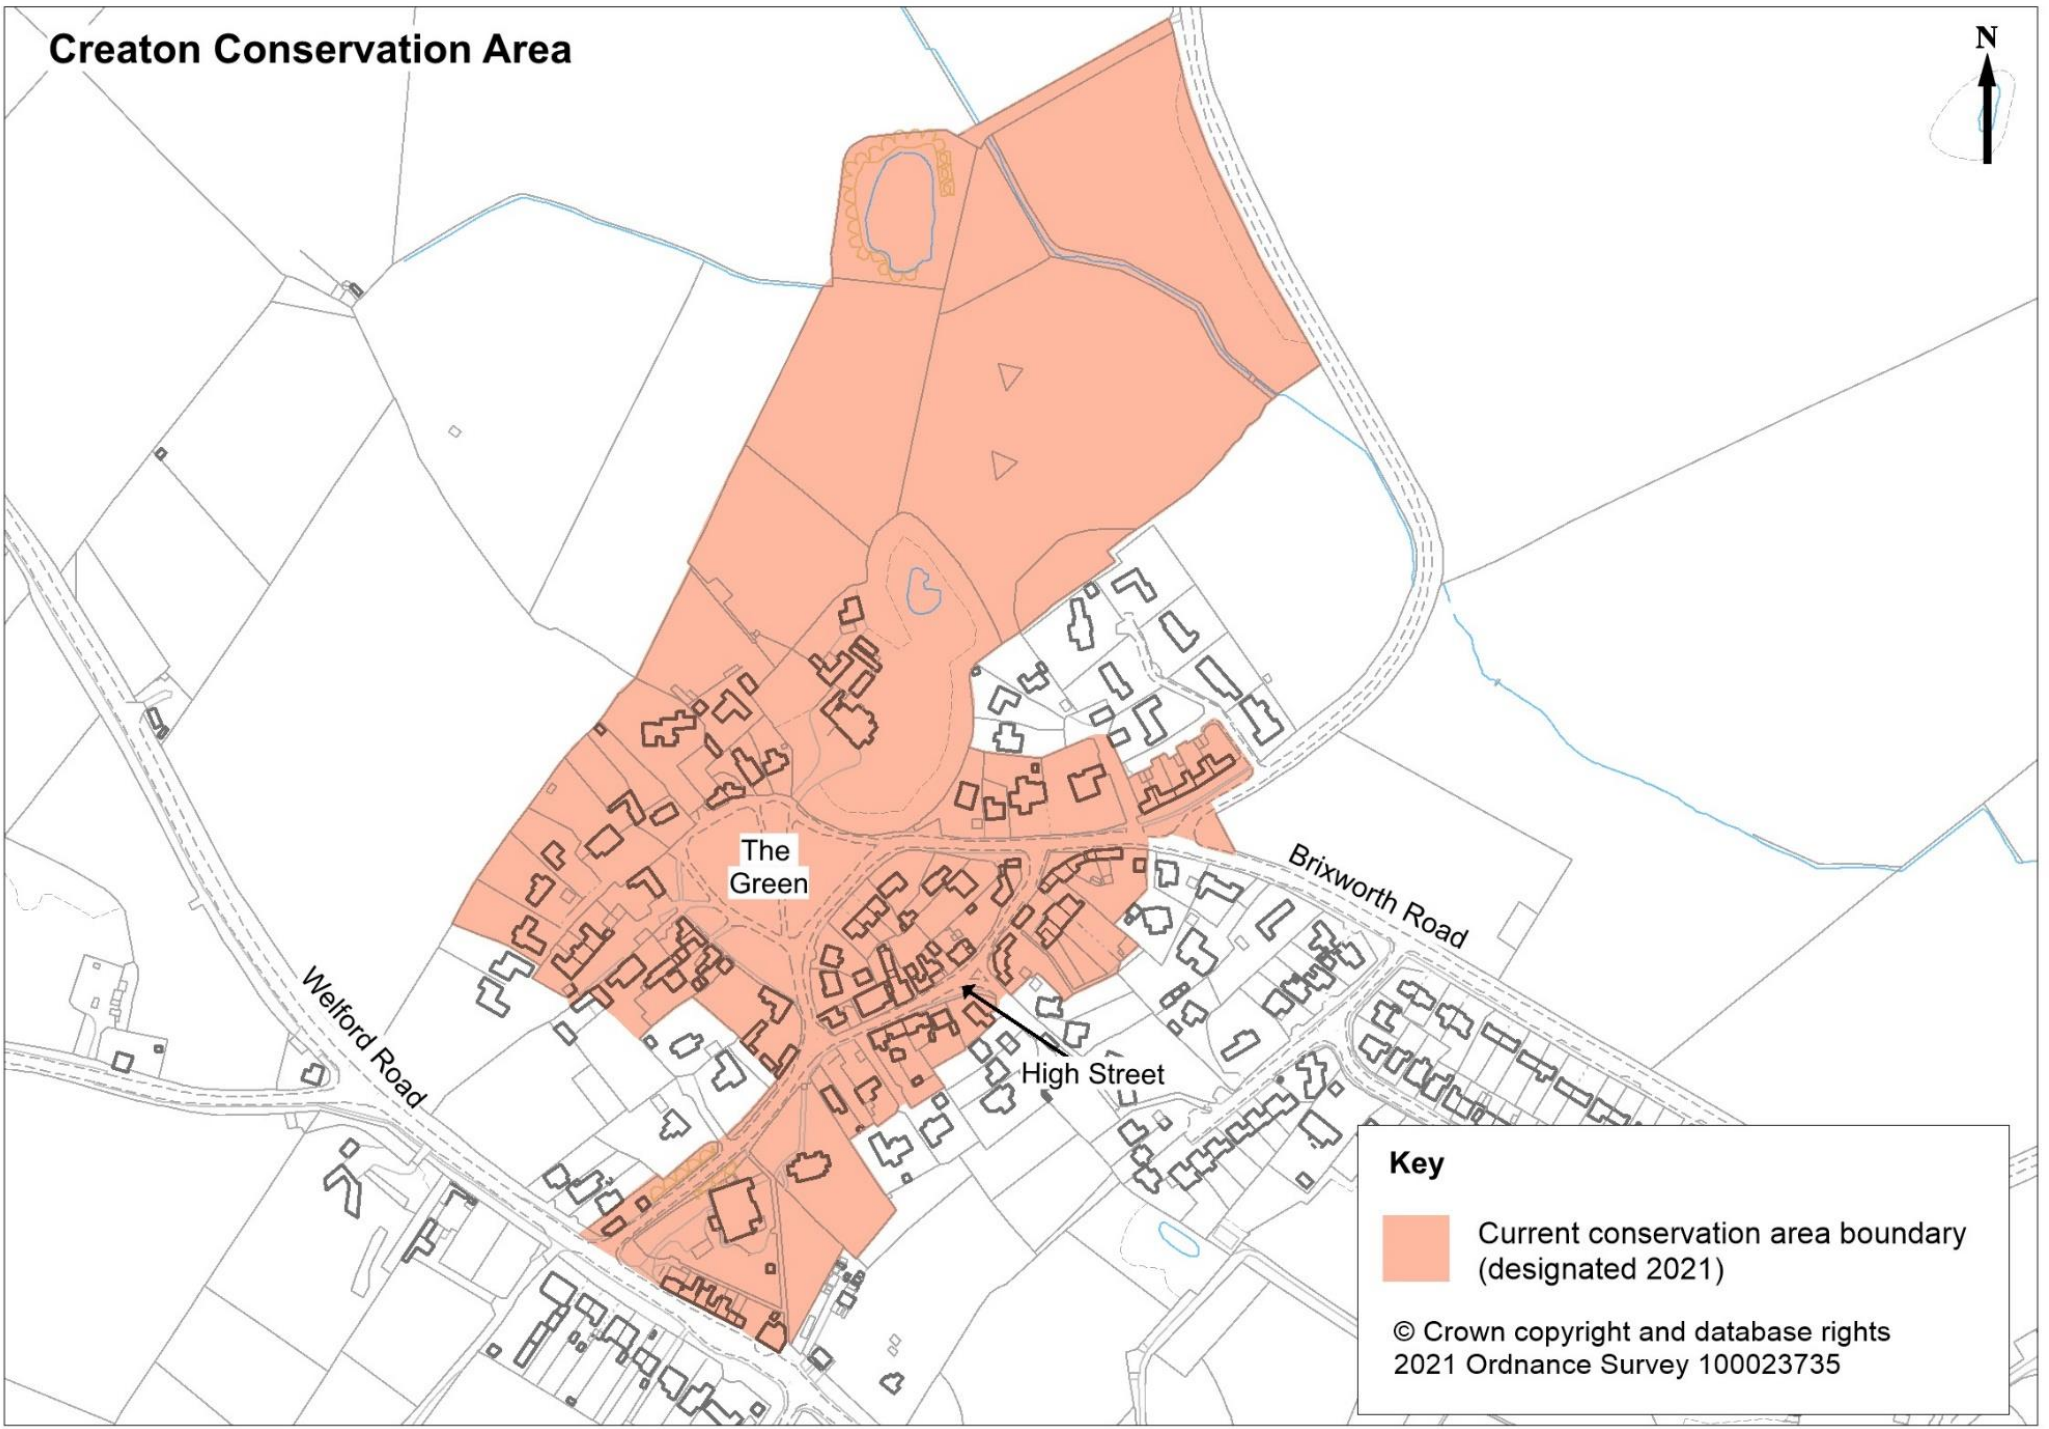 Creaton Conservation Area
N
The
Green
Brixworth Road
Welford Road
High Street
Key
Current conservation area boundary
(designated 2021)
© Crown copyright and database rights
2021 Ordnance Survey 100023735